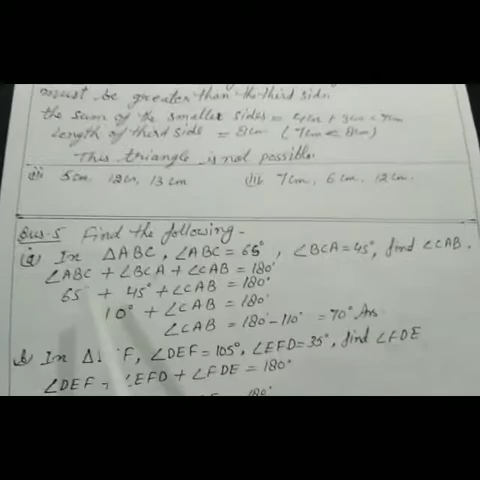 must be greater than the third side.
the sum of the smaller sides = 4cm + 3cm = 7cm
length of third side = 8cm (7cm < 8cm)
This triangle is not possible.
ii) 5cm, 12cm, 13cm iii) 7cm, 6cm, 12cm.
Qus.5 Find the following-
(a) In ΔABC, ∠ABC = 65°, ∠BCA = 45°, find ∠CAB.
∠ABC + ∠BCA + ∠CAB = 180°
65° + 45° + ∠CAB = 180°
10° + ∠CAB = 180°
∠CAB = 180° - 110° = 70° Ans
b) In Δ F, ∠DEF = 105°, ∠EFD = 35°, find ∠FDE
∠DEF + ∠EFD + ∠FDE = 180°
180°